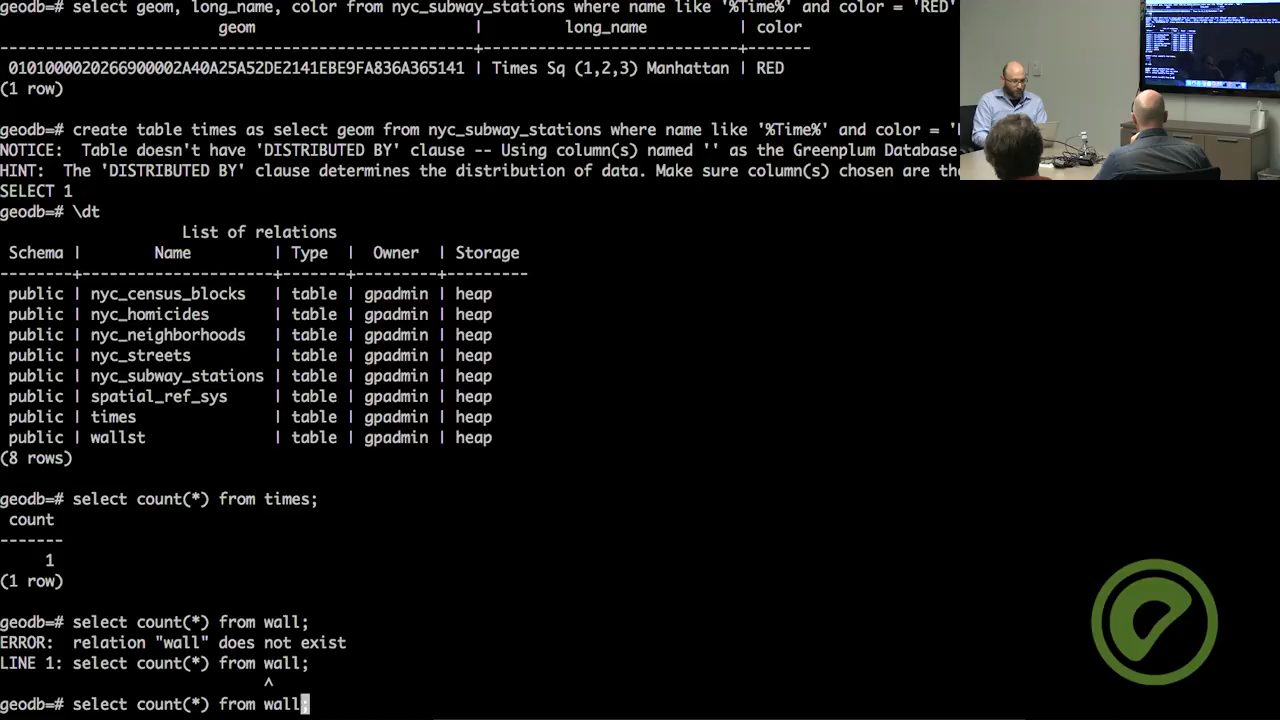 geodb=# select geom, long_name, color from nyc_subway_stations where name like '%Time%' and color = 'RED'
geom | long_name | color
----------------------------------------------------+------------------------------+-------
0101000020266900002A40A25A52DE2141EBE9FA836A365141 | Times Sq (1,2,3) Manhattan | RED
(1 row)
geodb=# create table times as select geom from nyc_subway_stations where name like '%Time%' and color = '
NOTICE: Table doesn't have 'DISTRIBUTED BY' clause -- Using column(s) named '' as the Greenplum Database
HINT: The 'DISTRIBUTED BY' clause determines the distribution of data. Make sure column(s) chosen are the
SELECT 1
geodb=# \dt
List of relations
Schema | Name | Type | Owner | Storage
--------+---------------------+-------+---------+---------
public | nyc_census_blocks | table | gpadmin | heap
public | nyc_homicides | table | gpadmin | heap
public | nyc_neighborhoods | table | gpadmin | heap
public | nyc_streets | table | gpadmin | heap
public | nyc_subway_stations | table | gpadmin | heap
public | spatial_ref_sys | table | gpadmin | heap
public | times | table | gpadmin | heap
public | wallst | table | gpadmin | heap
(8 rows)
geodb=# select count(*) from times;
count
-------
1
(1 row)
geodb=# select count(*) from wall;
ERROR: relation "wall" does not exist
LINE 1: select count(*) from wall;
^
geodb=# select count(*) from wall;